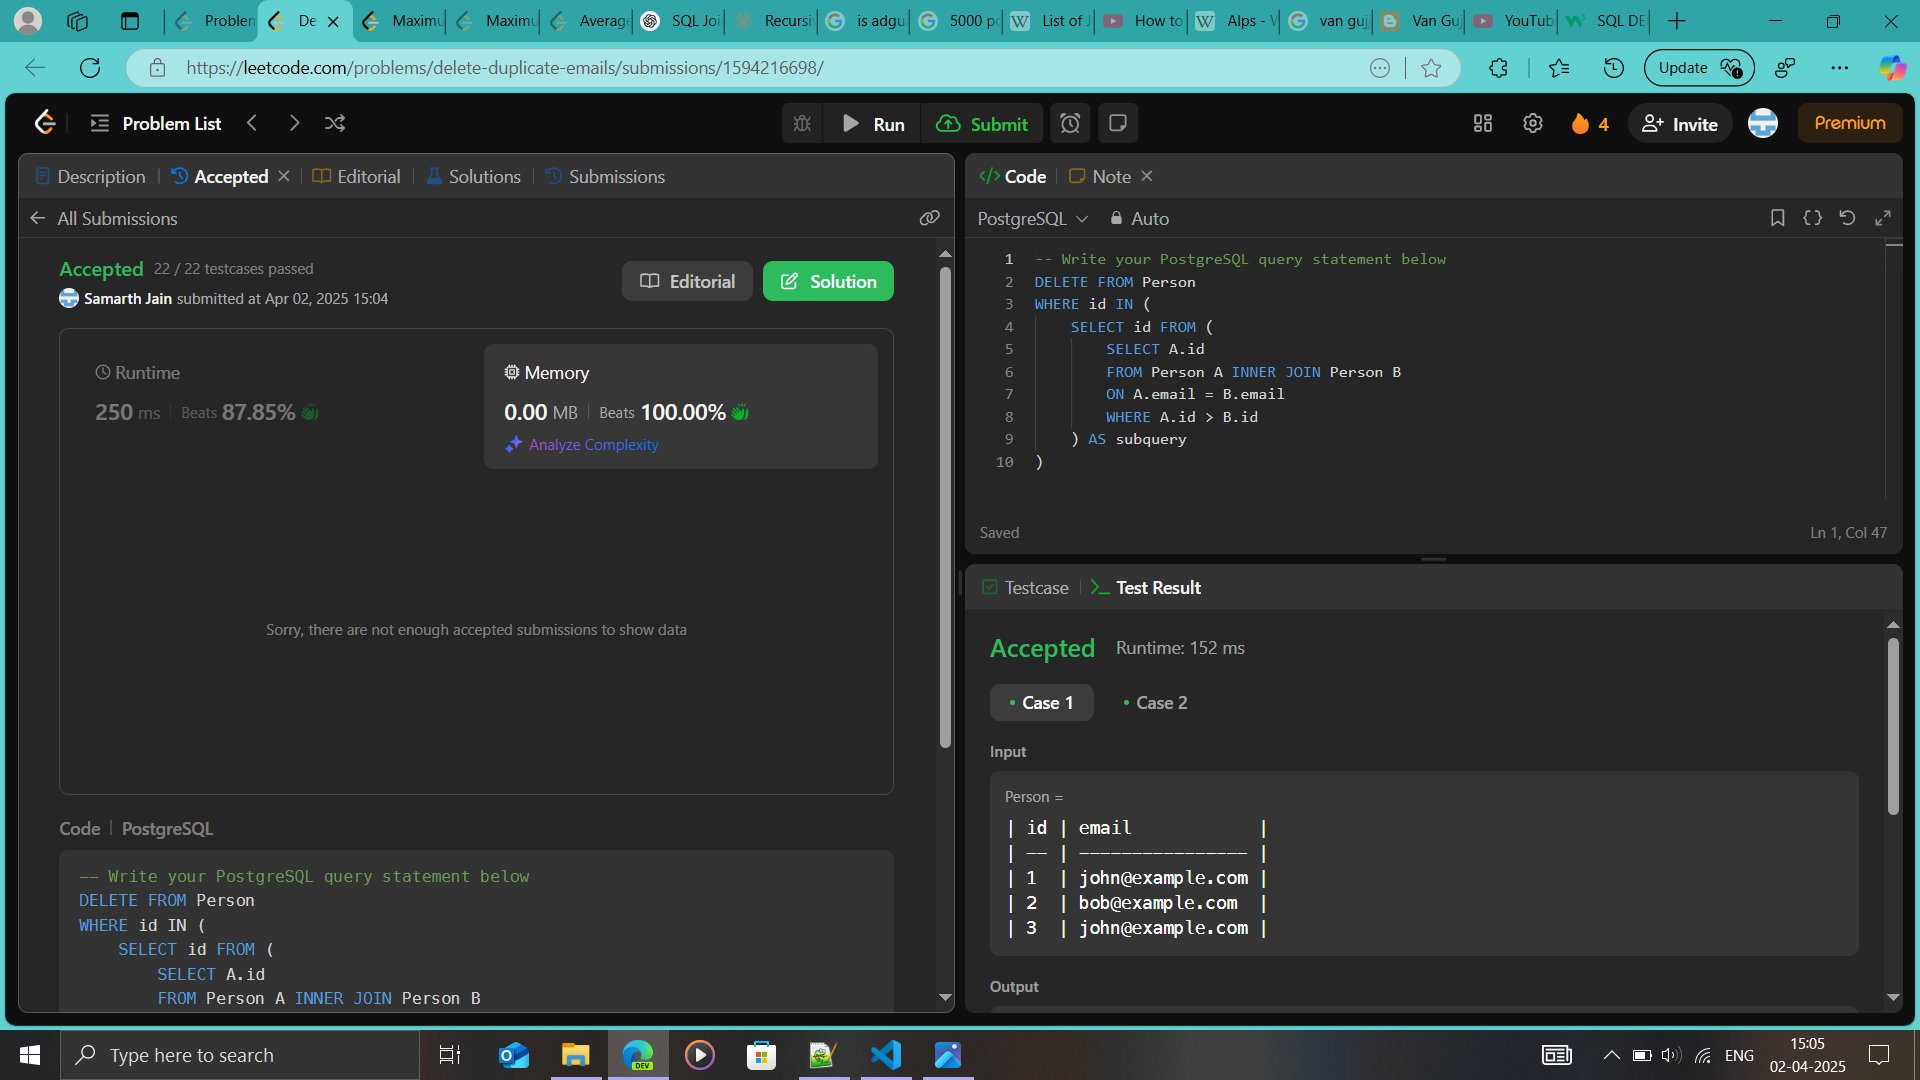 Problem
De
Maximu
Maximu
Average
SQL Joi
Recursiv
is adgua
5000 po
List of J
How to
Alps - W
van guj
Van Guj
YouTub
SQL DE
https://leetcode.com/problems/delete-duplicate-emails/submissions/1594216698/
Update
Problem List
Run
Submit
4
Invite
Premium
Description
Accepted
Editorial
Solutions
Submissions
All Submissions
Accepted 22 / 22 testcases passed
Samarth Jain submitted at Apr 02, 2025 15:04
Editorial
Solution
Runtime
250 ms | Beats 87.85%
Memory
0.00 MB | Beats 100.00%
Analyze Complexity
Sorry, there are not enough accepted submissions to show data
Code | PostgreSQL
-- Write your PostgreSQL query statement below
DELETE FROM Person
WHERE id IN (
SELECT id FROM (
SELECT A.id
FROM Person A INNER JOIN Person B
Code
Note
PostgreSQL
Auto
1 -- Write your PostgreSQL query statement below
2 DELETE FROM Person
3 WHERE id IN (
4 SELECT id FROM (
5 SELECT A.id
6 FROM Person A INNER JOIN Person B
7 ON A.email = B.email
8 WHERE A.id > B.id
9 ) AS subquery
10 )
Saved
Ln 1, Col 47
Testcase
Test Result
Accepted Runtime: 152 ms
Case 1
Case 2
Input
Person =
| id | email |
| -- | ---------------- |
| 1 | john@example.com |
| 2 | bob@example.com |
| 3 | john@example.com |
Output
Type here to search
DEV
ENG
15:05
02-04-2025